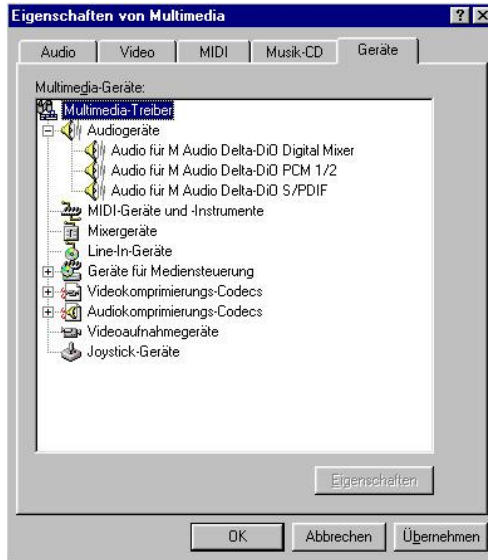 Eigenschaften von Multimedia
Audio Video MIDI Musik-CD Geräte
Multimedia-Geräte:
Multimedia-Treiber
Audiogeräte
Audio für M Audio Delta-DiO Digital Mixer
Audio für M Audio Delta-DiO PCM 1/2
Audio für M Audio Delta-DiO S/PDIF
MIDI-Geräte und -Instrumente
Mixergeräte
Line-In-Geräte
Geräte für Mediensteuerung
Videokomprimierungs-Codecs
Audiokomprimierungs-Codecs
Videoaufnahmegeräte
Joystick-Geräte
Eigenschaften
OK Abbrechen Übernehmen